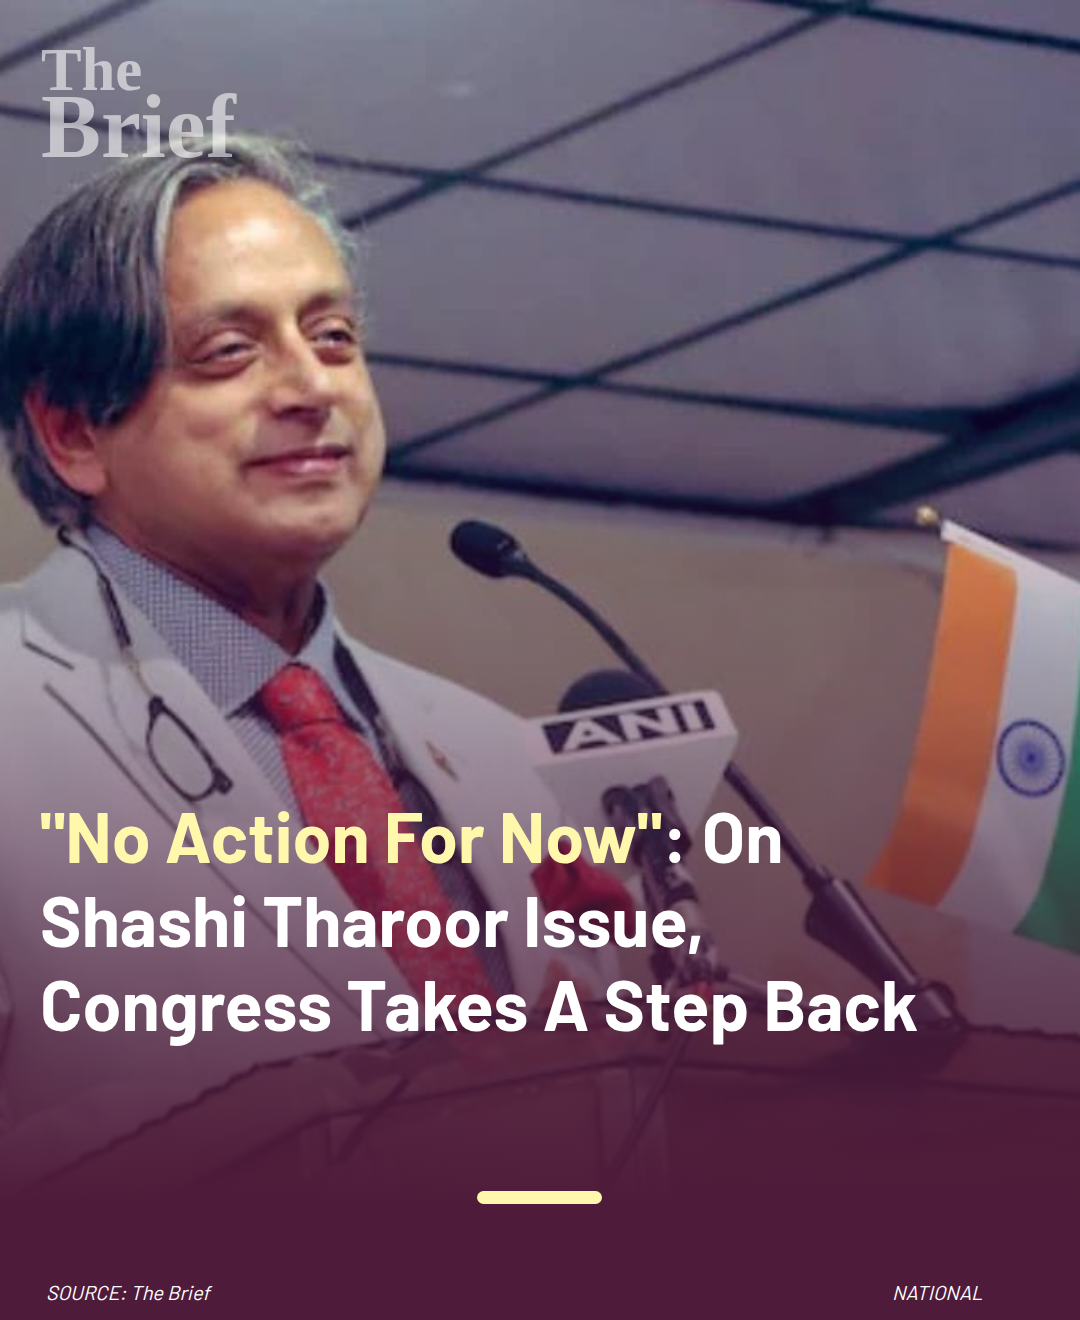 The
Brief
ANI
"No Action For Now": On
Shashi Tharoor Issue,
Congress Takes A Step Back
SOURCE: The Brief
NATIONAL